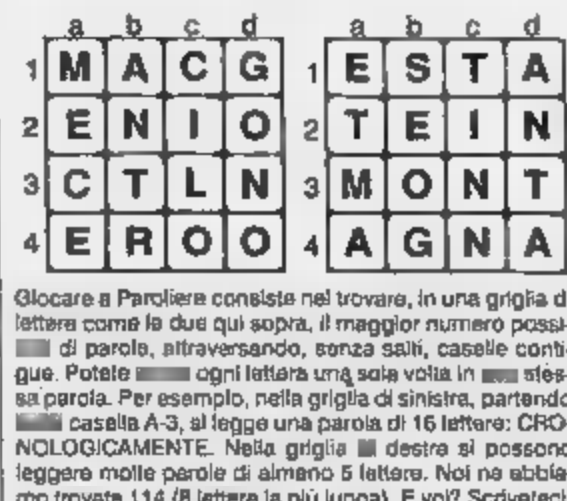 a b c d
1 M A C G
2 E N I O
3 C T L N
4 E R O O
a b c d
1 E S T A
2 T E I N
3 M O N T
4 A G N A
Giocare a Paroliere consiste nel trovare, in una griglia d
lettere come le due qui sopra, il maggior numero possi-
di parole, attraversando, senza salti, caselle conti-
gue. Potete ogni lettera una sola volta in stes-
sa parola. Per esempio, nella griglia di sinistra, partendo
casella A-3, si legge una parola di 16 lettere: CRO-
NOLOGICAMENTE. Nella griglia destra si possono
leggere molte parole di almeno 5 lettere. Noi ne abbia-
mo trovate 114 (8 lettere la più lunga). E voi? Scriveteci